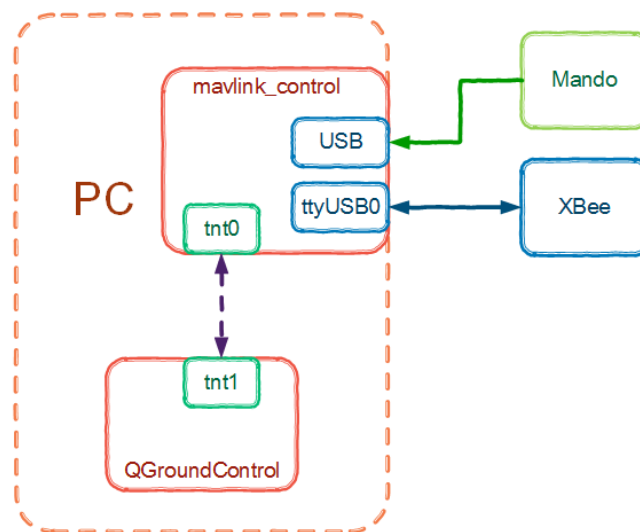 mavlink_control
Mando
USB
PC
ttyUSB0
XBee
tnt0
tnt1
QGroundControl